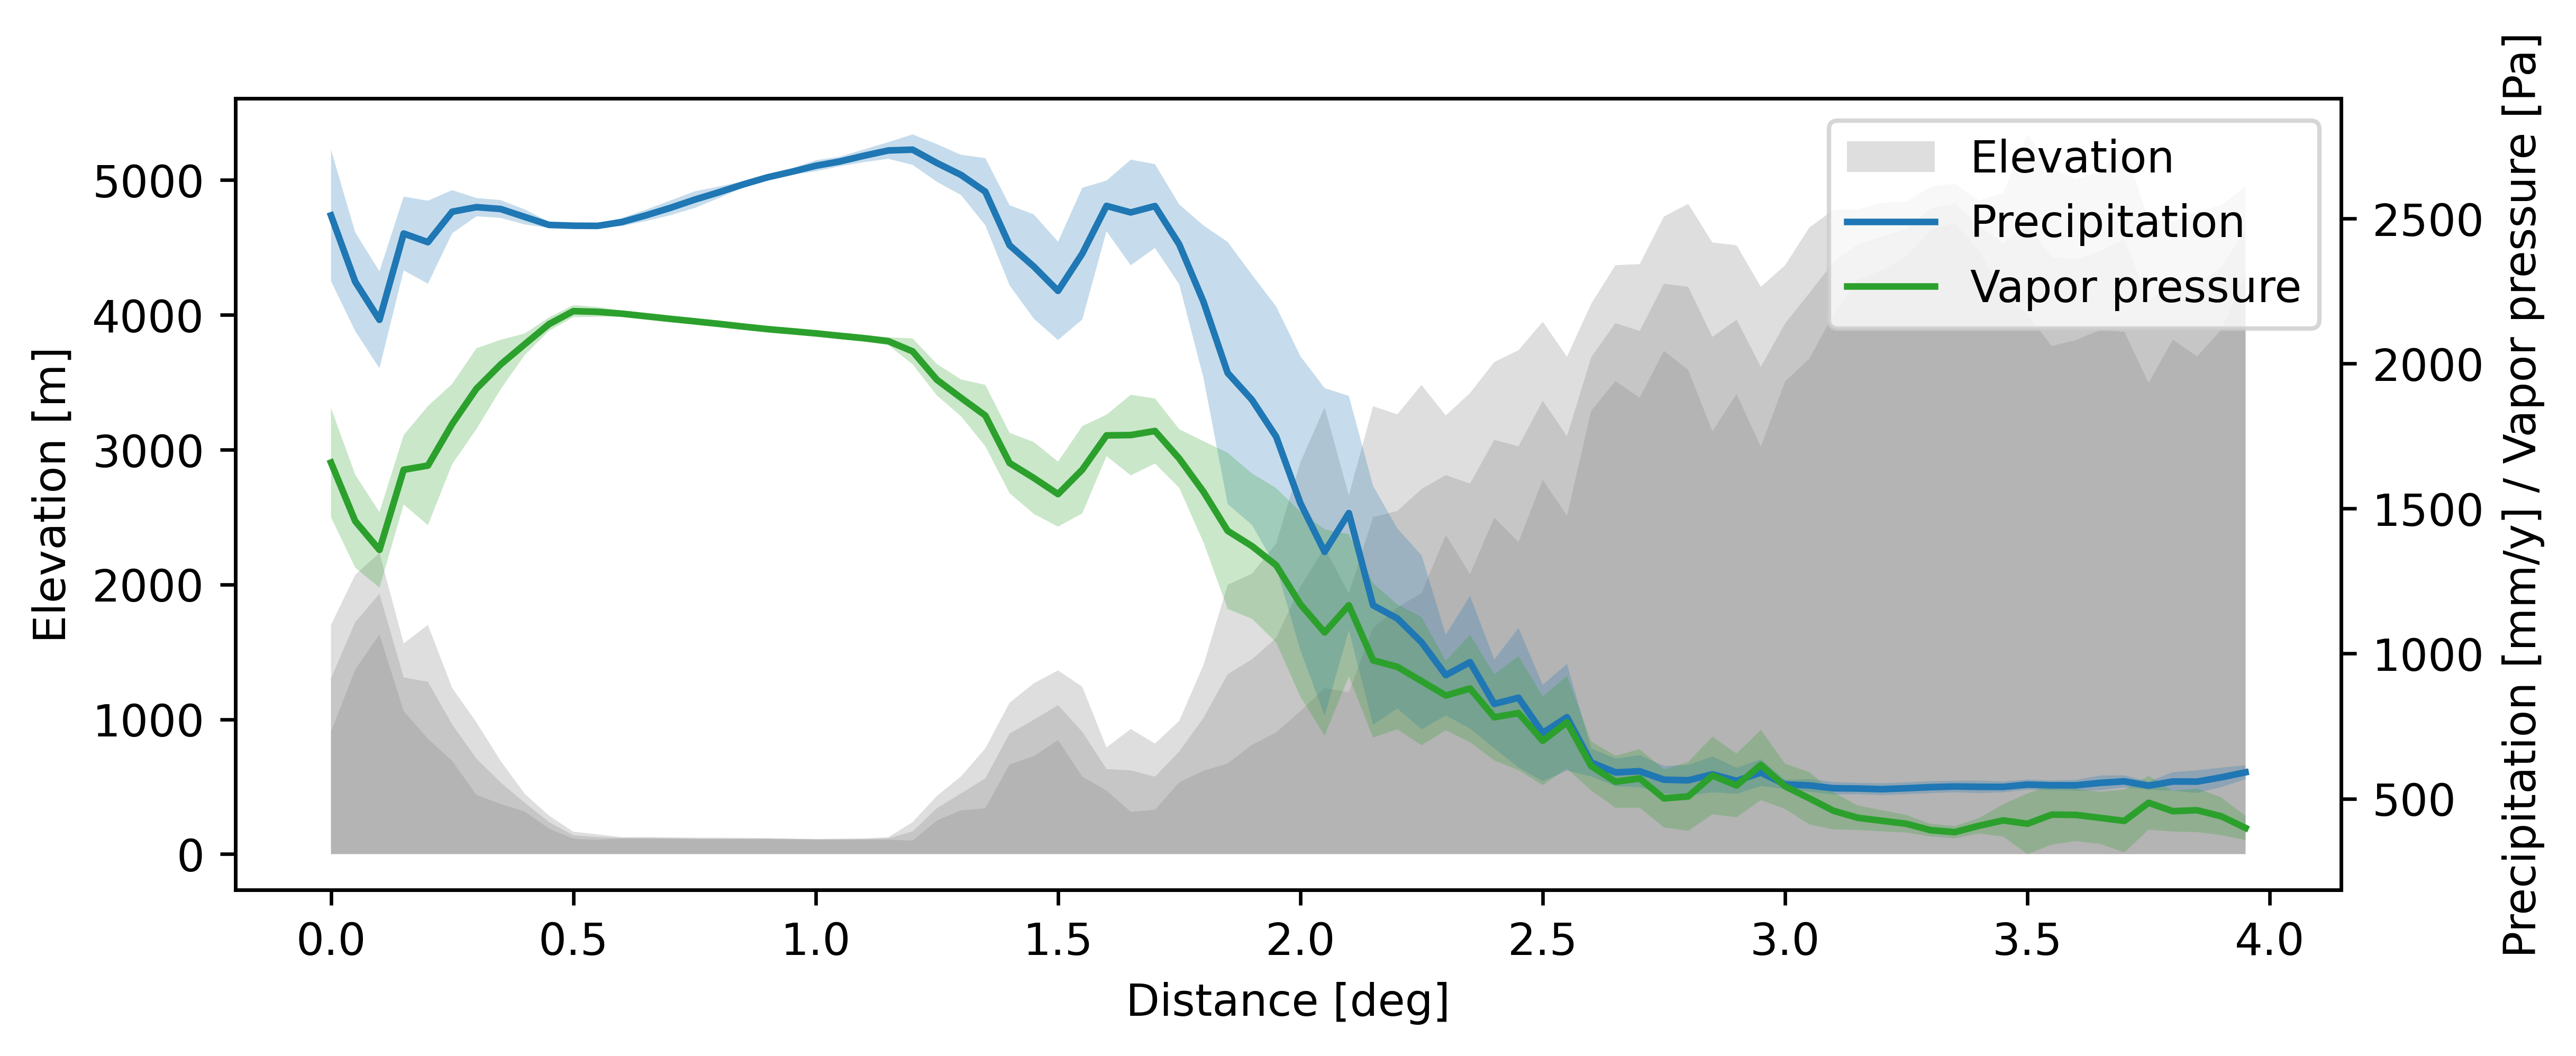 Elevation [m]
5000
4000
3000
2000
1000
0
Elevation
Precipitation
Vapor pressure
2500
2000
1500
1000
500
Precipitation [mm/y] / Vapor pressure [Pa]
0.0 0.5 1.0 1.5 2.0 2.5 3.0 3.5 4.0
Distance [deg]